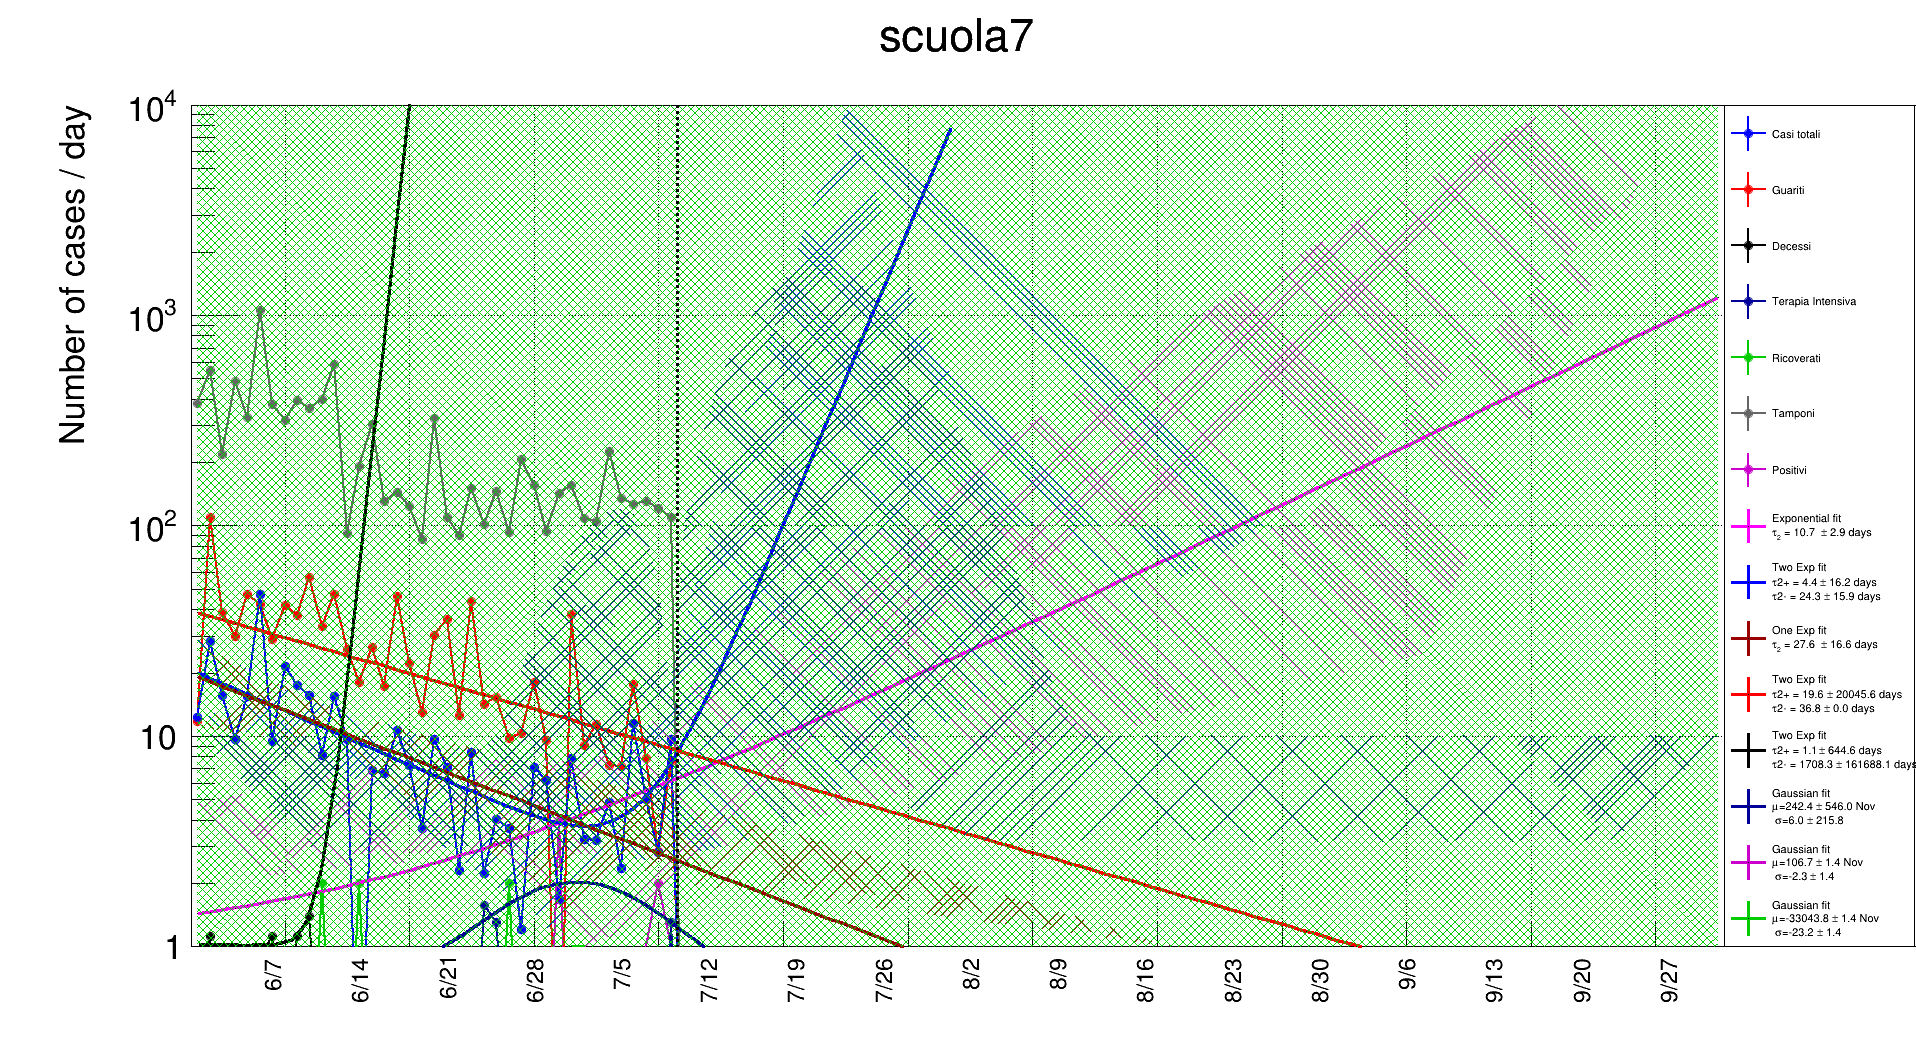 scuola7
Number of cases / day
10⁴
10³
10²
10
1
6/7
6/14
6/21
6/28
7/5
7/12
7/19
7/26
8/2
8/9
8/16
8/23
8/30
9/6
9/13
9/20
9/27
Casi totali
Guariti
Decessi
Terapia Intensiva
Ricoverati
Tamponi
Positivi
Exponential fit
τ₂ = 10.7 ± 2.9 days
Two Exp fit
τ2+ = 4.4 ± 16.2 days
τ2- = 24.3 ± 15.9 days
One Exp fit
τ₂ = 27.6 ± 16.6 days
Two Exp fit
τ2+ = 19.6 ± 20045.6 days
τ2- = 36.8 ± 0.0 days
Two Exp fit
τ2+ = 1.1 ± 644.6 days
τ2- = 1708.3 ± 161688.1 days
Gaussian fit
μ=242.4 ± 546.0 Nov
σ=6.0 ± 215.8
Gaussian fit
μ=106.7 ± 1.4 Nov
σ=-2.3 ± 1.4
Gaussian fit
μ=-33043.8 ± 1.4 Nov
σ=-23.2 ± 1.4